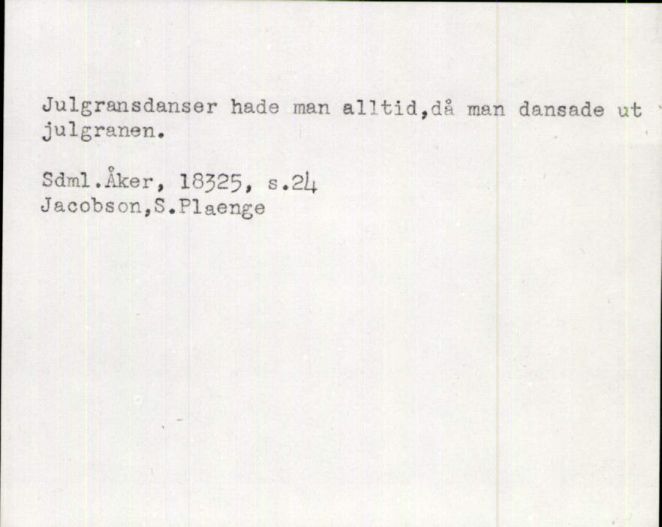 Julgransdanser hade man alltid,då man dansade ut
julgranen.
Sdml.Åker, 18325, s.24
Jacobson,S.Plaenge